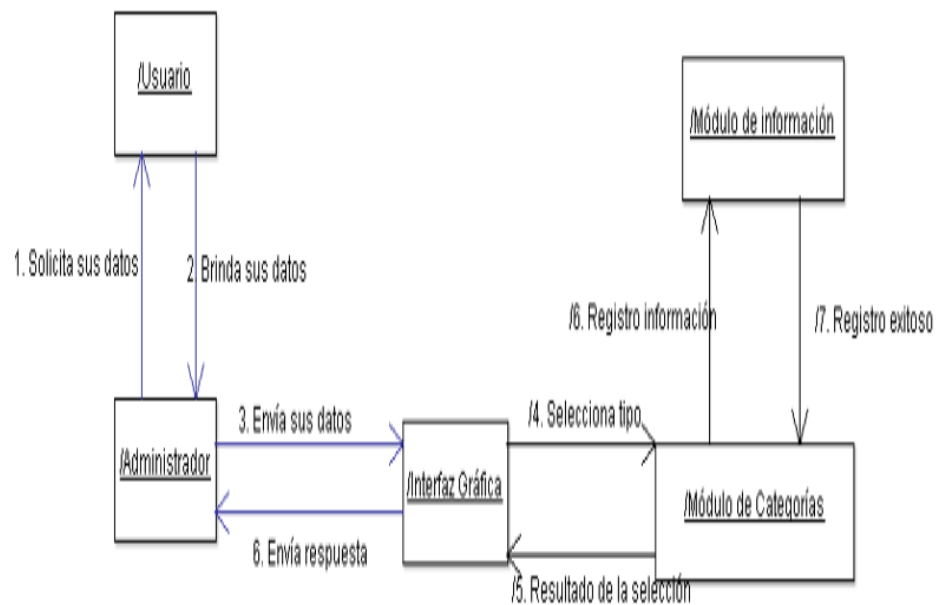 /Usuario
/Módulo de información
1. Solicita sus datos
2. Brinda sus datos
/6. Registro información
/7. Registro exitoso
3. Envía sus datos
/4. Selecciona tipo
/Administrador
/Interfaz Gráfica
/Módulo de Categorías
6. Envía respuesta
/5. Resultado de la selección